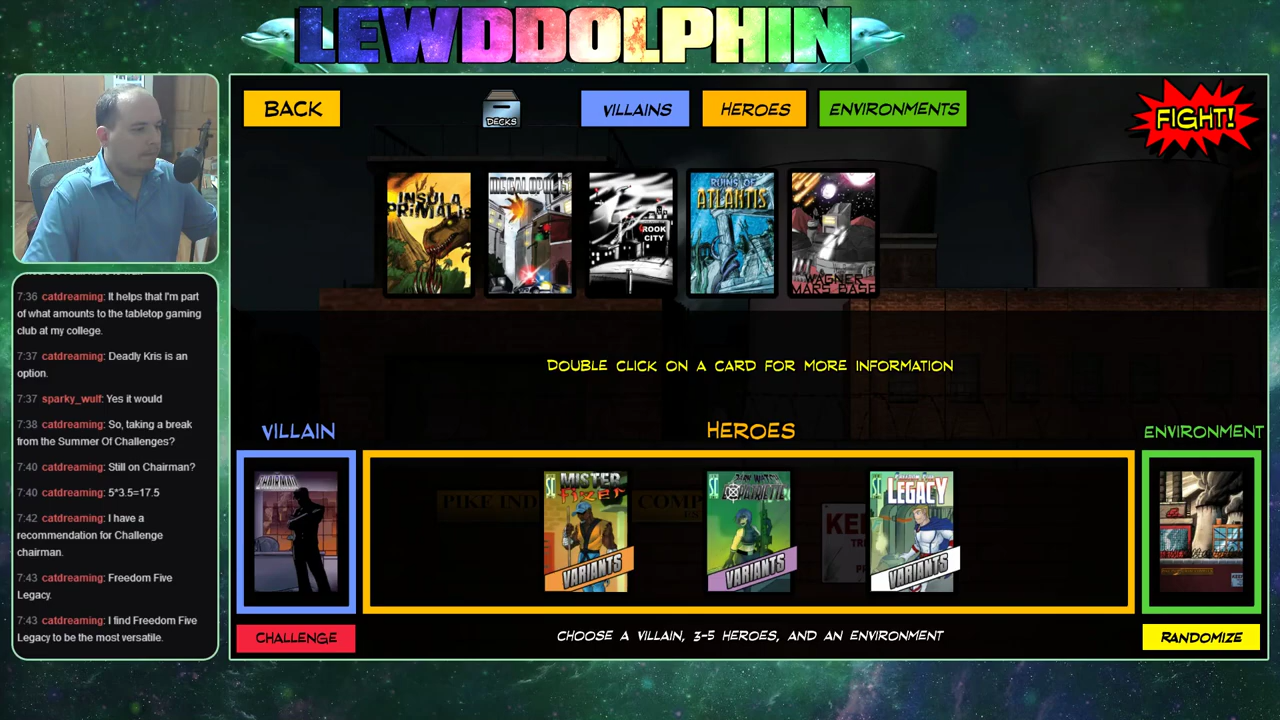 LEWDDOLPHIN
BACK
DECKS
VILLAINS
HEROES
ENVIRONMENTS
FIGHT!
INSULA
PRIMALIS
MEGALOPOLIS
ROOK
CITY
RUINS OF
ATLANTIS
WAGNER
MARS BASE
DOUBLE CLICK ON A CARD FOR MORE INFORMATION
VILLAIN
HEROES
ENVIRONMENT
CHAIRMAN
MISTER
FIXER
VARIANTS
VARIANTS
LEGACY
VARIANTS
PIKE IND
COMP
CHALLENGE
CHOOSE A VILLAIN, 3-5 HEROES, AND AN ENVIRONMENT
RANDOMIZE
7:36 catdreaming: It helps that I'm part
of what amounts to the tabletop gaming
club at my college.
7:37 catdreaming: Deadly Kris is an
option.
7:37 sparky_wulf: Yes it would
7:38 catdreaming: So, taking a break
from the Summer Of Challenges?
7:40 catdreaming: Still on Chairman?
7:40 catdreaming: 5*3.5=17.5
7:42 catdreaming: I have a
recommendation for Challenge
chairman.
7:43 catdreaming: Freedom Five
Legacy.
7:43 catdreaming: I find Freedom Five
Legacy to be the most versatile.